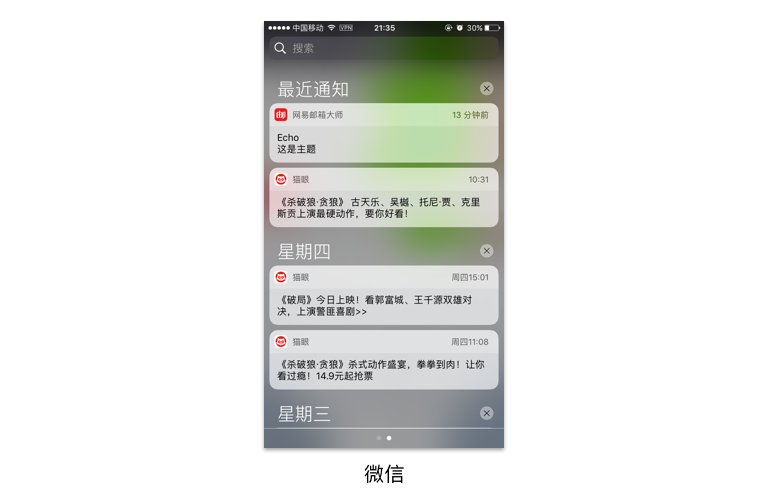 中国移动 VPN 21:35 30%
搜索
最近通知
网易邮箱大师 13 分钟前
Echo
这是主题
猫眼 10:31
《杀破狼·贪狼》 古天乐、吴樾、托尼·贾、克里
斯贡上演最硬动作，要你好看！
星期四
猫眼 周四15:01
《破局》今日上映！看郭富城、王千源双雄对
决，上演警匪喜剧>>
猫眼 周四11:08
《杀破狼·贪狼》杀式动作盛宴，拳拳到肉！让你
看过瘾！14.9元起抢票
星期三
微信